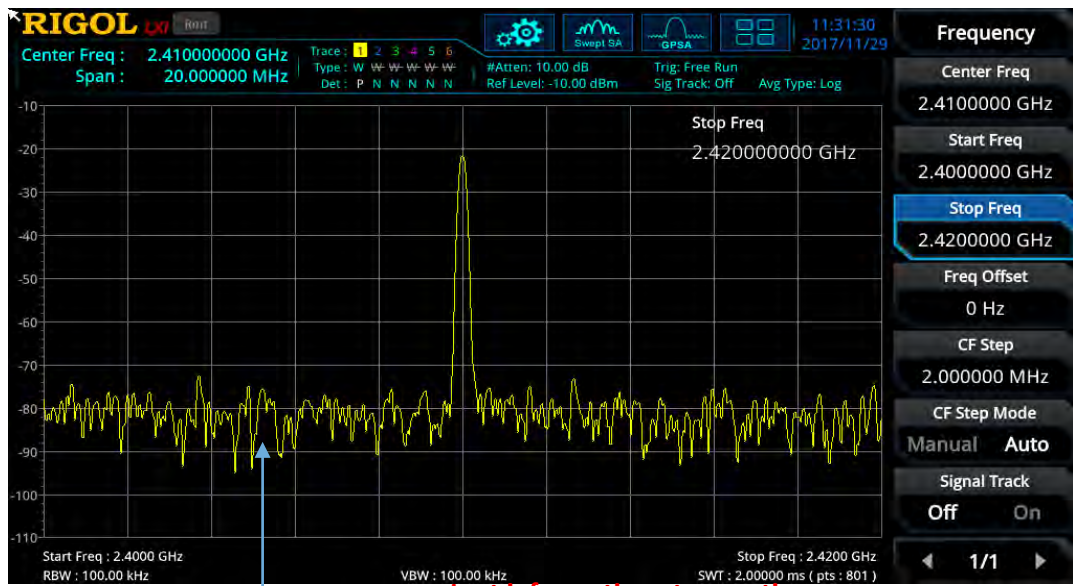 RIGOL LXI Rmt
Swept SA
GPSA
11:31:30
2017/11/29
Center Freq : 2.410000000 GHz
Span : 20.000000 MHz
Trace : 1 2 3 4 5 6
Type : W W W W W W
Det : P N N N N N
#Atten: 10.00 dB
Ref Level: -10.00 dBm
Trig: Free Run
Sig Track: Off
Avg Type: Log
Stop Freq
2.420000000 GHz
-10
-20
-30
-40
-50
-60
-70
-80
-90
-100
-110
Start Freq : 2.4000 GHz
RBW : 100.00 kHz
VBW : 100.00 kHz
Stop Freq : 2.4200 GHz
SWT : 2.00000 ms ( pts : 801 )
Frequency
Center Freq
2.4100000 GHz
Start Freq
2.4000000 GHz
Stop Freq
2.4200000 GHz
Freq Offset
0 Hz
CF Step
2.000000 MHz
CF Step Mode
Manual Auto
Signal Track
Off On
1/1